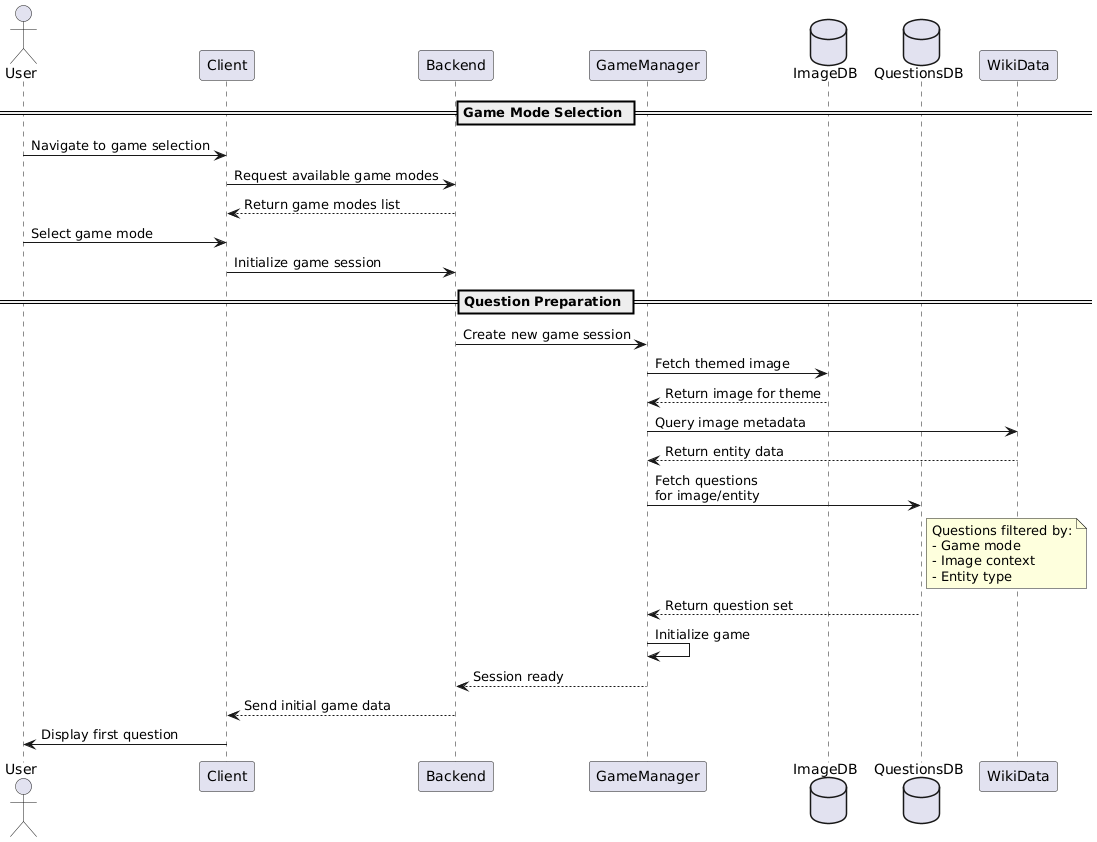 User
Client
Backend
GameManager
ImageDB
QuestionsDB
WikiData
Game Mode Selection
Navigate to game selection
Request available game modes
Return game modes list
Select game mode
Initialize game session
Question Preparation
Create new game session
Fetch themed image
Return image for theme
Query image metadata
Return entity data
Fetch questions
for image/entity
Questions filtered by:
- Game mode
- Image context
- Entity type
Return question set
Initialize game
Session ready
Send initial game data
Display first question
User
Client
Backend
GameManager
ImageDB
QuestionsDB
WikiData